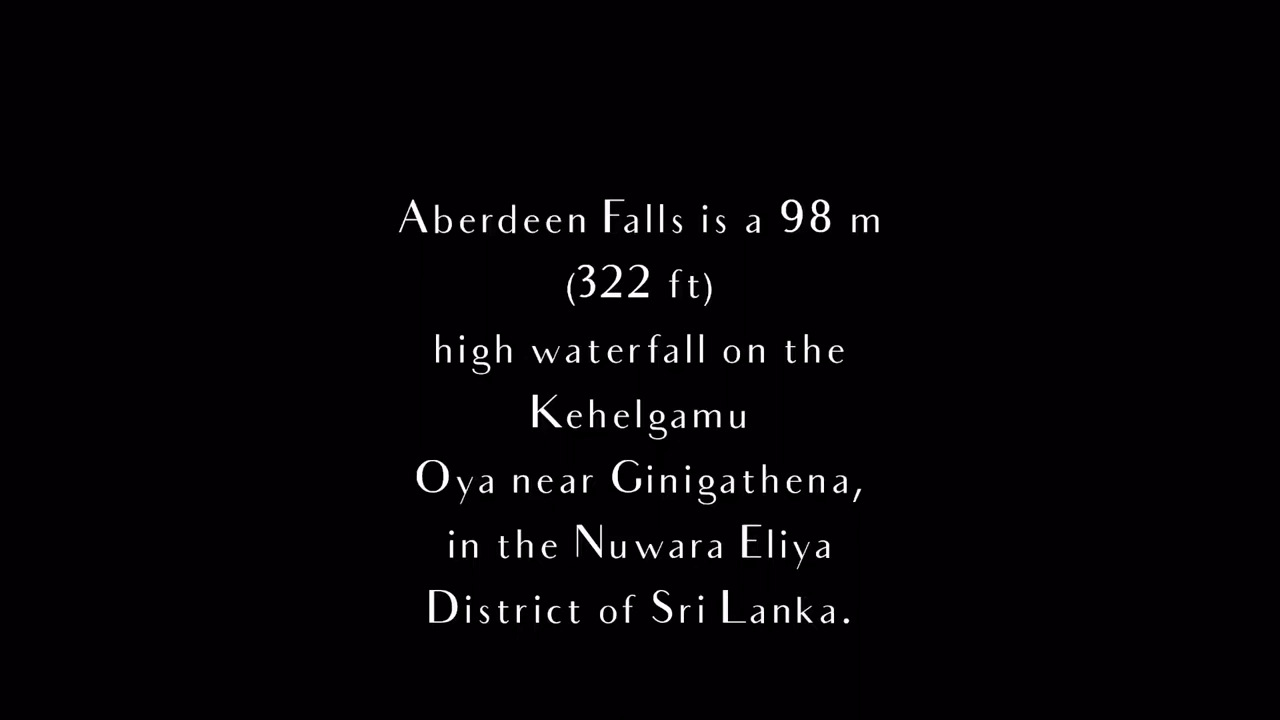 Aberdeen Falls is a 98 m
(322 ft)
high waterfall on the
Kehelgamu
Oya near Ginigathena,
in the Nuwara Eliya
District of Sri Lanka.